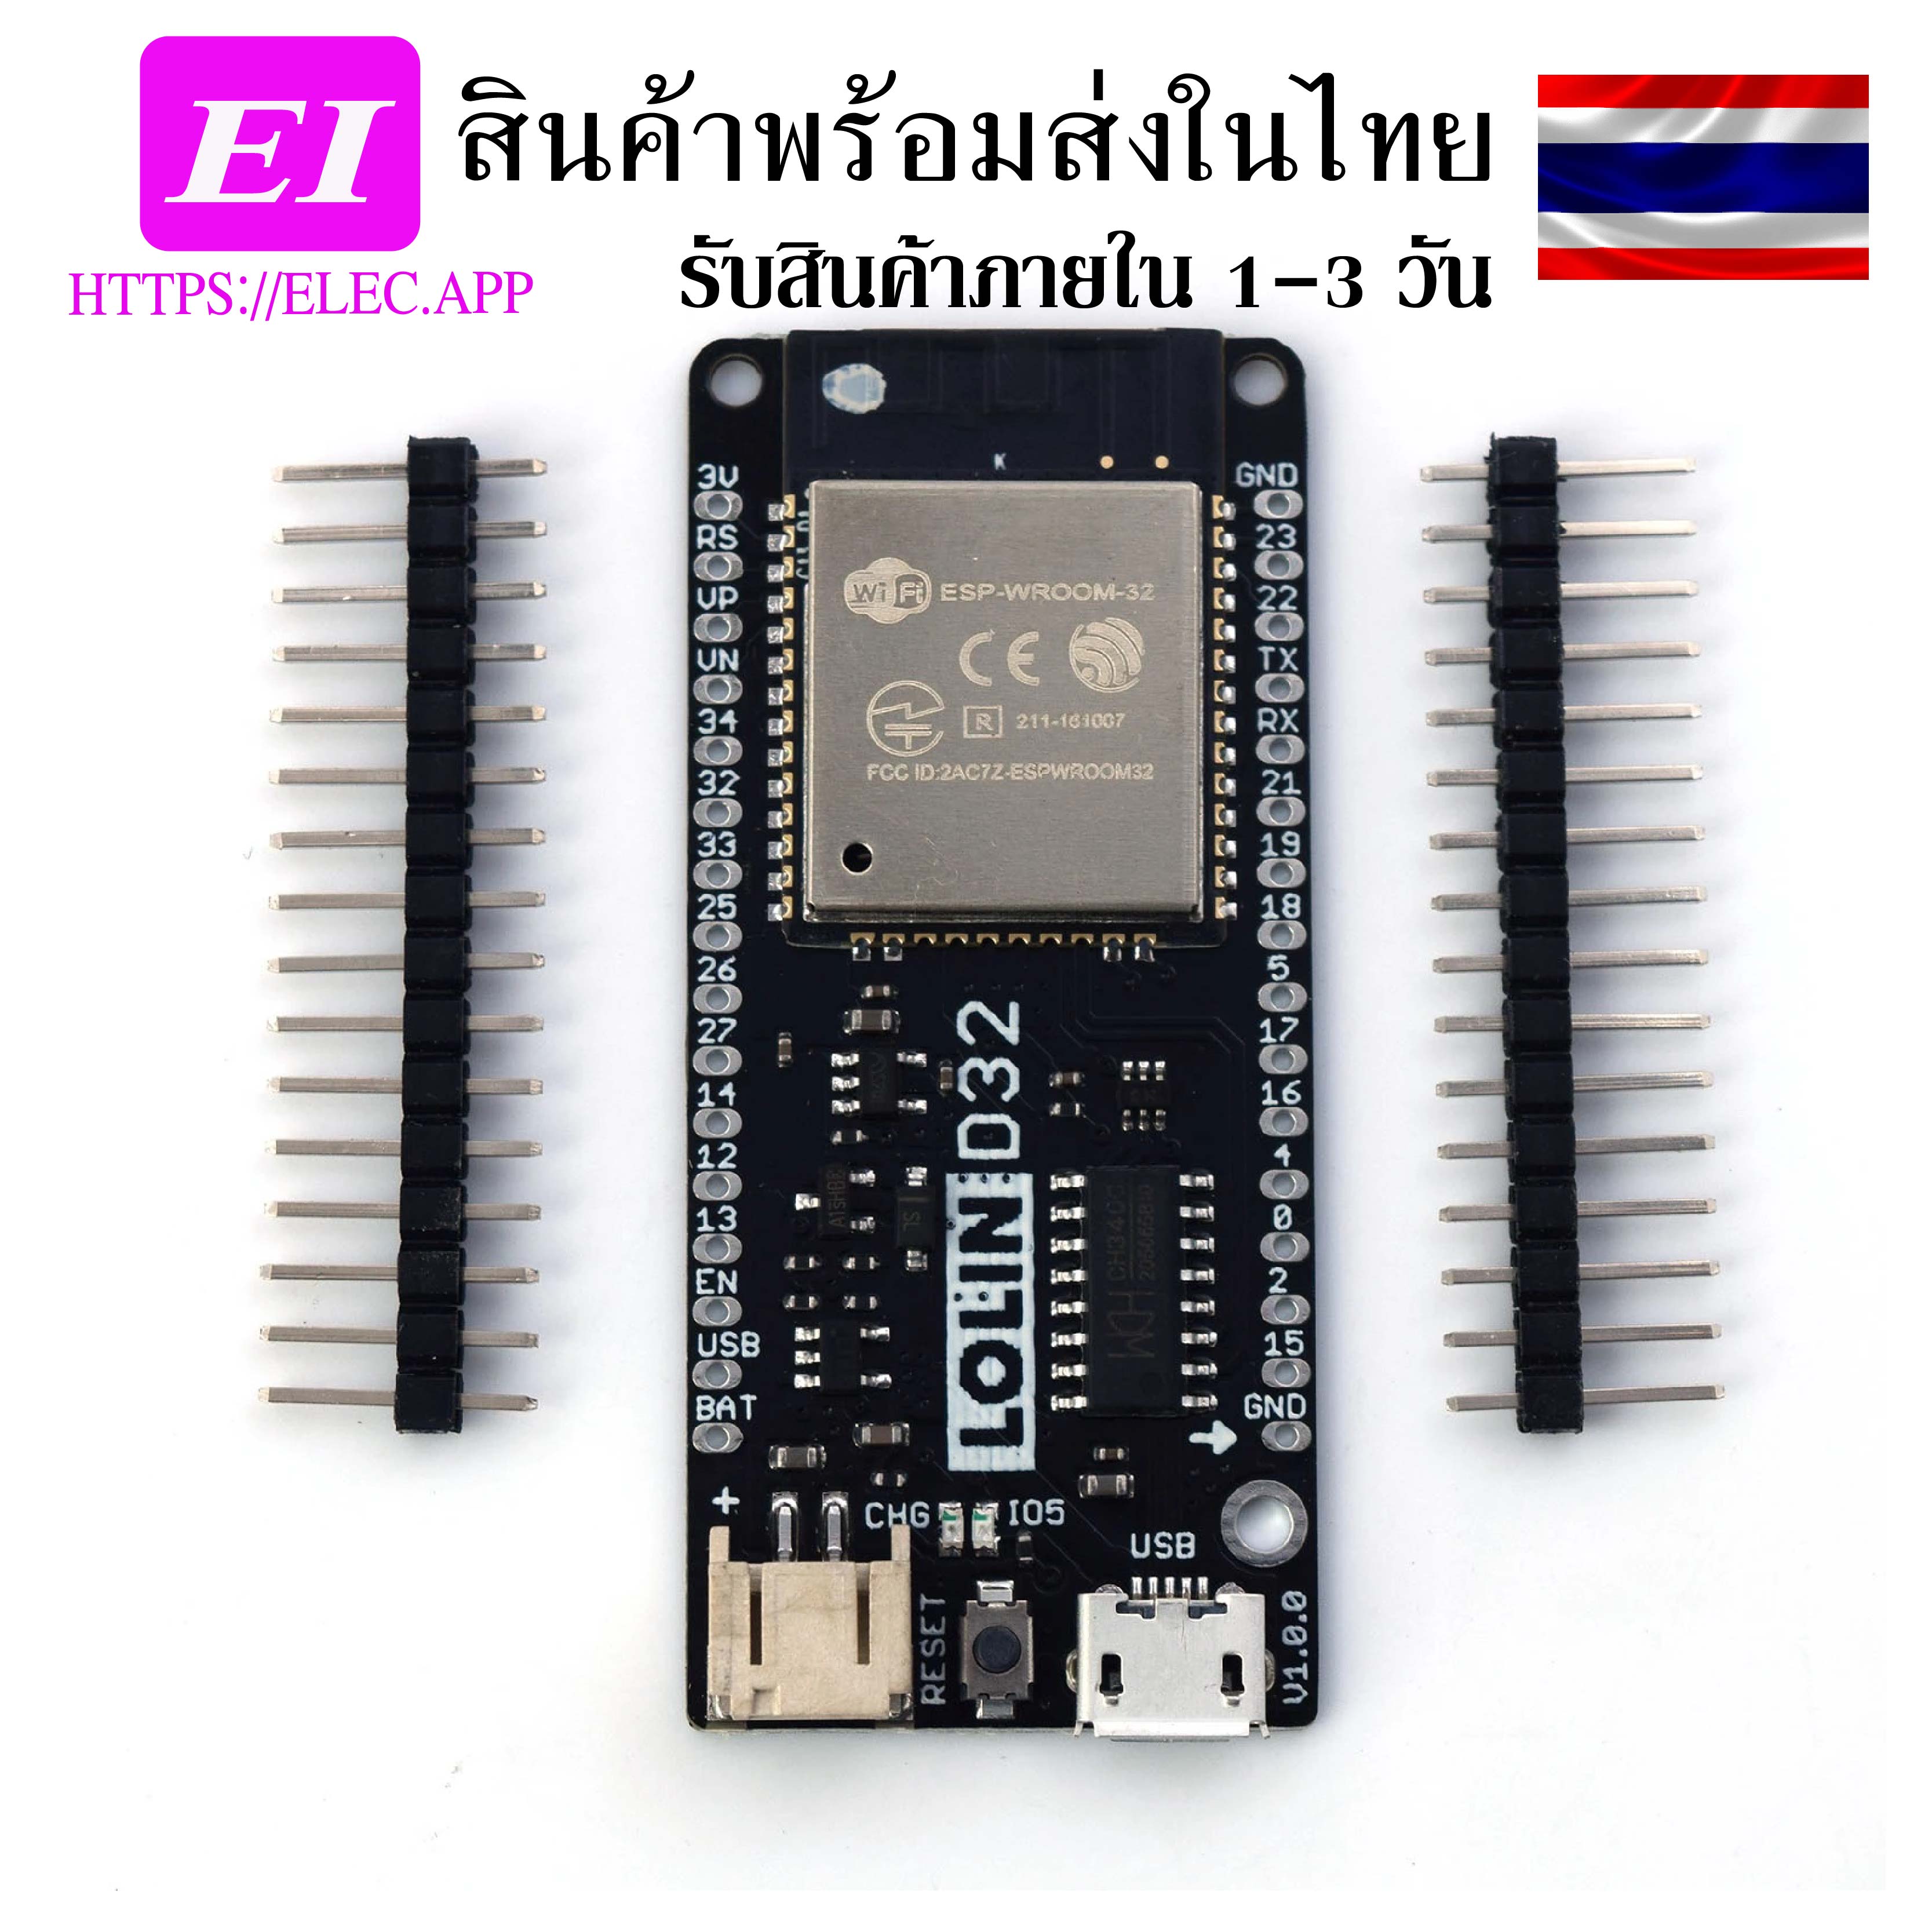 EI
สินค้าพร้อมส่งในไทย
HTTPS://ELEC.APP
รับสินค้าภายใน 1-3 วัน
K
3V
GND
RS
23
VP
22
VN
TX
34
RX
32
21
33
19
25
18
26
5
27
17
14
16
12
4
13
0
EN
2
USB
15
BAT
GND
WiFi ESP-WROOM-32
CE
R 211-161007
FCC ID:2AC7Z-ESPWROOM32
LOLIN D32
WCH
CH340C
+
CHG
IO5
USB
RESET
V1.0.0